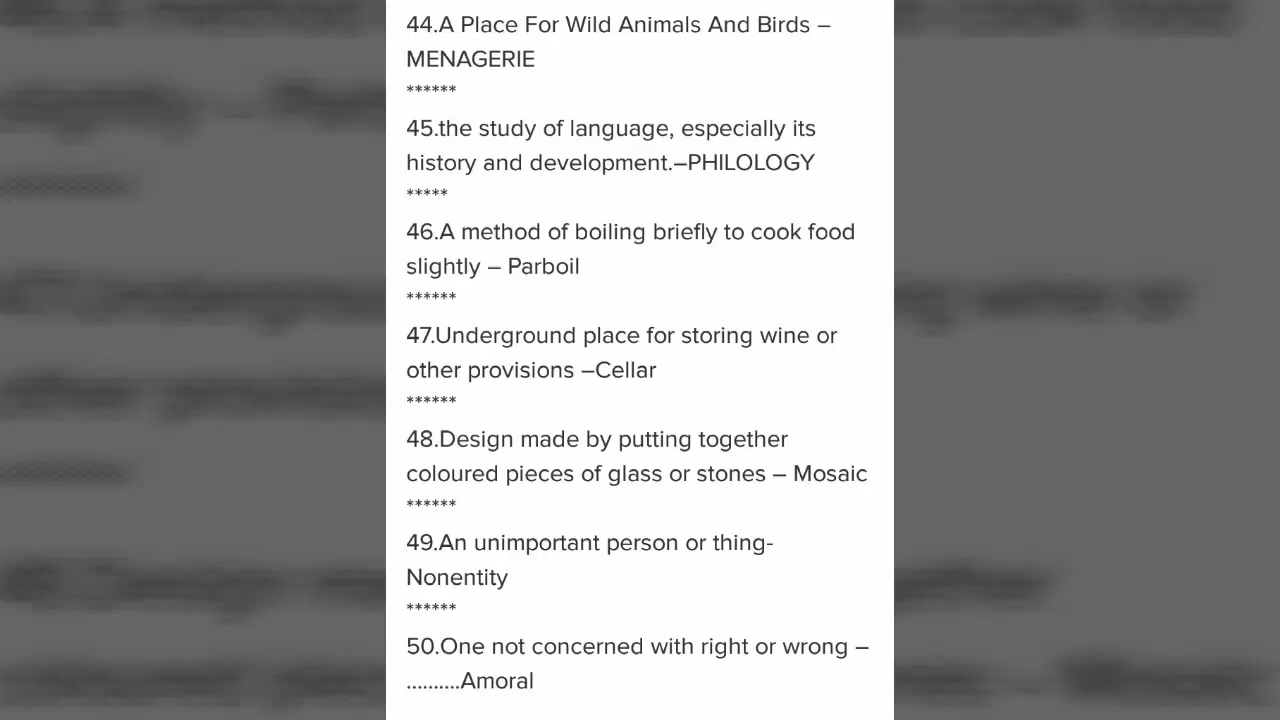 44.A Place For Wild Animals And Birds –
MENAGERIE
******
45.the study of language, especially its
history and development.–PHILOLOGY
*****
46.A method of boiling briefly to cook food
slightly – Parboil
******
47.Underground place for storing wine or
other provisions –Cellar
******
48.Design made by putting together
coloured pieces of glass or stones – Mosaic
******
49.An unimportant person or thing-
Nonentity
******
50.One not concerned with right or wrong –
..........Amoral